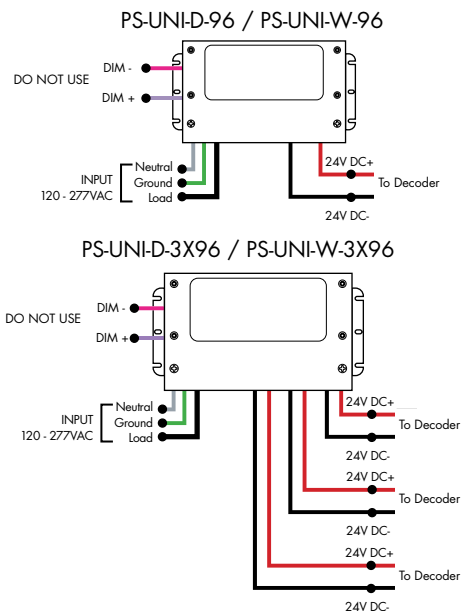 PS-UNI-D-96 / PS-UNI-W-96
DO NOT USE
DIM -
DIM +
INPUT
120 - 277VAC
Neutral
Ground
Load
24V DC+
To Decoder
24V DC-
PS-UNI-D-3X96 / PS-UNI-W-3X96
DO NOT USE
DIM -
DIM +
INPUT
120 - 277VAC
Neutral
Ground
Load
24V DC+
To Decoder
24V DC-
24V DC+
To Decoder
24V DC-
24V DC+
To Decoder
24V DC-